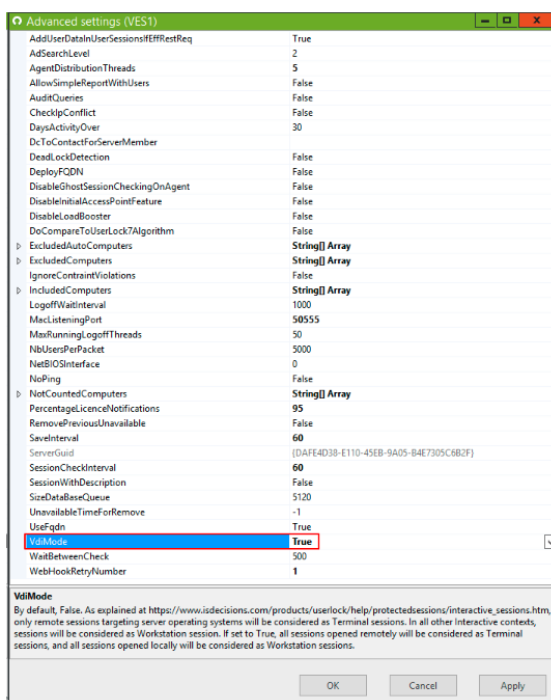 Advanced settings (VES1)
AddUserDataInUserSessionsIfEffRestReq True
AdSearchLevel 2
AgentDistributionThreads 5
AllowSimpleReportWithUsers False
AuditQueries False
CheckIpConflict False
DaysActivityOver 30
DcToContactForServerMember
DeadLockDetection False
DeployFQDN False
DisableGhostSessionCheckingOnAgent False
DisableInitialAccessPointFeature False
DisableLoadBooster False
DoCompareToUserLock7Algorithm False
ExcludedAutoComputers String[] Array
ExcludedComputers String[] Array
IgnoreContraintViolations False
IncludedComputers String[] Array
LogoffWaitInterval 1000
MacListeningPort 50555
MaxRunningLogoffThreads 50
NbUsersPerPacket 5000
NetBIOSInterface 0
NoPing False
NotCountedComputers String[] Array
PercentageLicenceNotifications 95
RemovePreviousUnavailable False
SaveInterval 60
ServerGuid {DAFE4D38-E110-45EB-9A05-B4E7305C6B2F}
SessionCheckInterval 60
SessionWithDescription False
SizeDataBaseQueue 5120
UnavailableTimeForRemove -1
UseFqdn True
VdiMode True
WaitBetweenCheck 500
WebHookRetryNumber 1
VdiMode
By default, False. As explained at https://www.isdecisions.com/products/userlock/help/protectedsessions/interactive_sessions.htm,
only remote sessions targeting server operating systems will be considered as Terminal sessions. In all other Interactive contexts,
sessions will be considered as Workstation session. If set to True, all sessions opened remotely will be considered as Terminal
sessions, and all sessions opened locally will be considered as Workstation sessions.
OK Cancel Apply